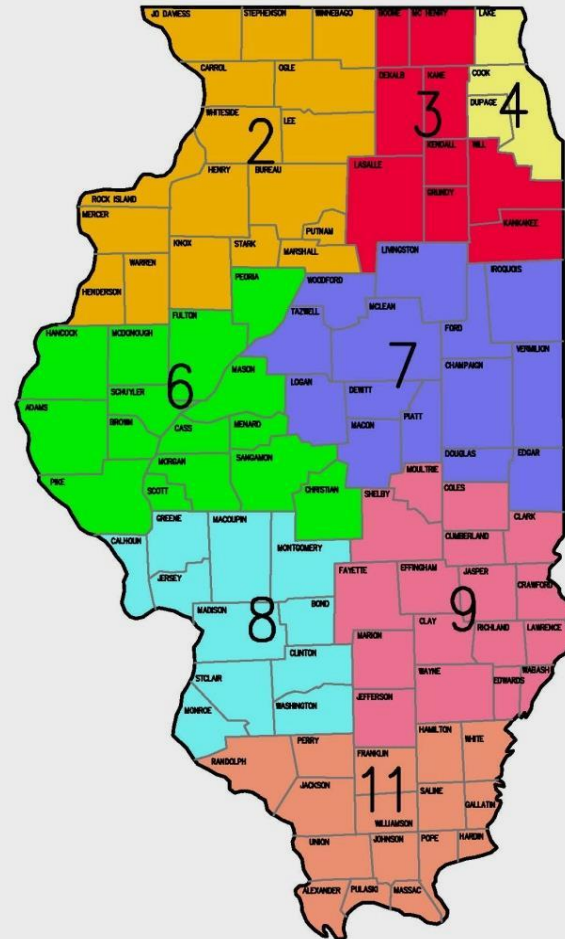 JO DAVIESS
STEPHENSON
WINNEBAGO
BOONE
MC HENRY
LAKE
CARROL
OGLE
DEKALB
KANE
COOK
DUPAGE
4
WHITESIDE
LEE
2
3
KENDALL
WILL
LASALLE
HENRY
BUREAU
GRUNDY
ROCK ISLAND
MERCER
PUTNAM
KANKAKEE
KNOX
STARK
MARSHALL
LIVINGSTON
WARREN
HENDERSON
PEORIA
WOODFORD
IROQUOIS
TAZWELL
MCLEAN
FULTON
HANCOCK
MCDONOUGH
FORD
VERMILION
MASON
CHAMPAIGN
6
7
LOGAN
DEWITT
SCHUYLER
ADAMS
PIATT
BROWN
CASS
MENARD
MACON
MORGAN
SANGAMON
DOUGLAS
EDGAR
PIKE
SCOTT
CHRISTIAN
MOULTRIE
SHELBY
COLES
GREENE
MACOUPIN
CLARK
CALHOUN
CUMBERLAND
MONTGOMERY
JERSEY
FAYETTE
EFFINGHAM
JASPER
CRAWFORD
MADISON
BOND
8
9
CLAY
RICHLAND
LAWRENCE
MARION
CLINTON
STCLAIR
WAYNE
WABASH
EDWARDS
JEFFERSON
WASHINGTON
MONROE
HAMILTON
WHITE
PERRY
RANDOLPH
FRANKLIN
11
JACKSON
SALINE
GALLATIN
WILLIAMSON
UNION
JOHNSON
POPE
HARDIN
ALEXANDER
PULASKI
MASSAC